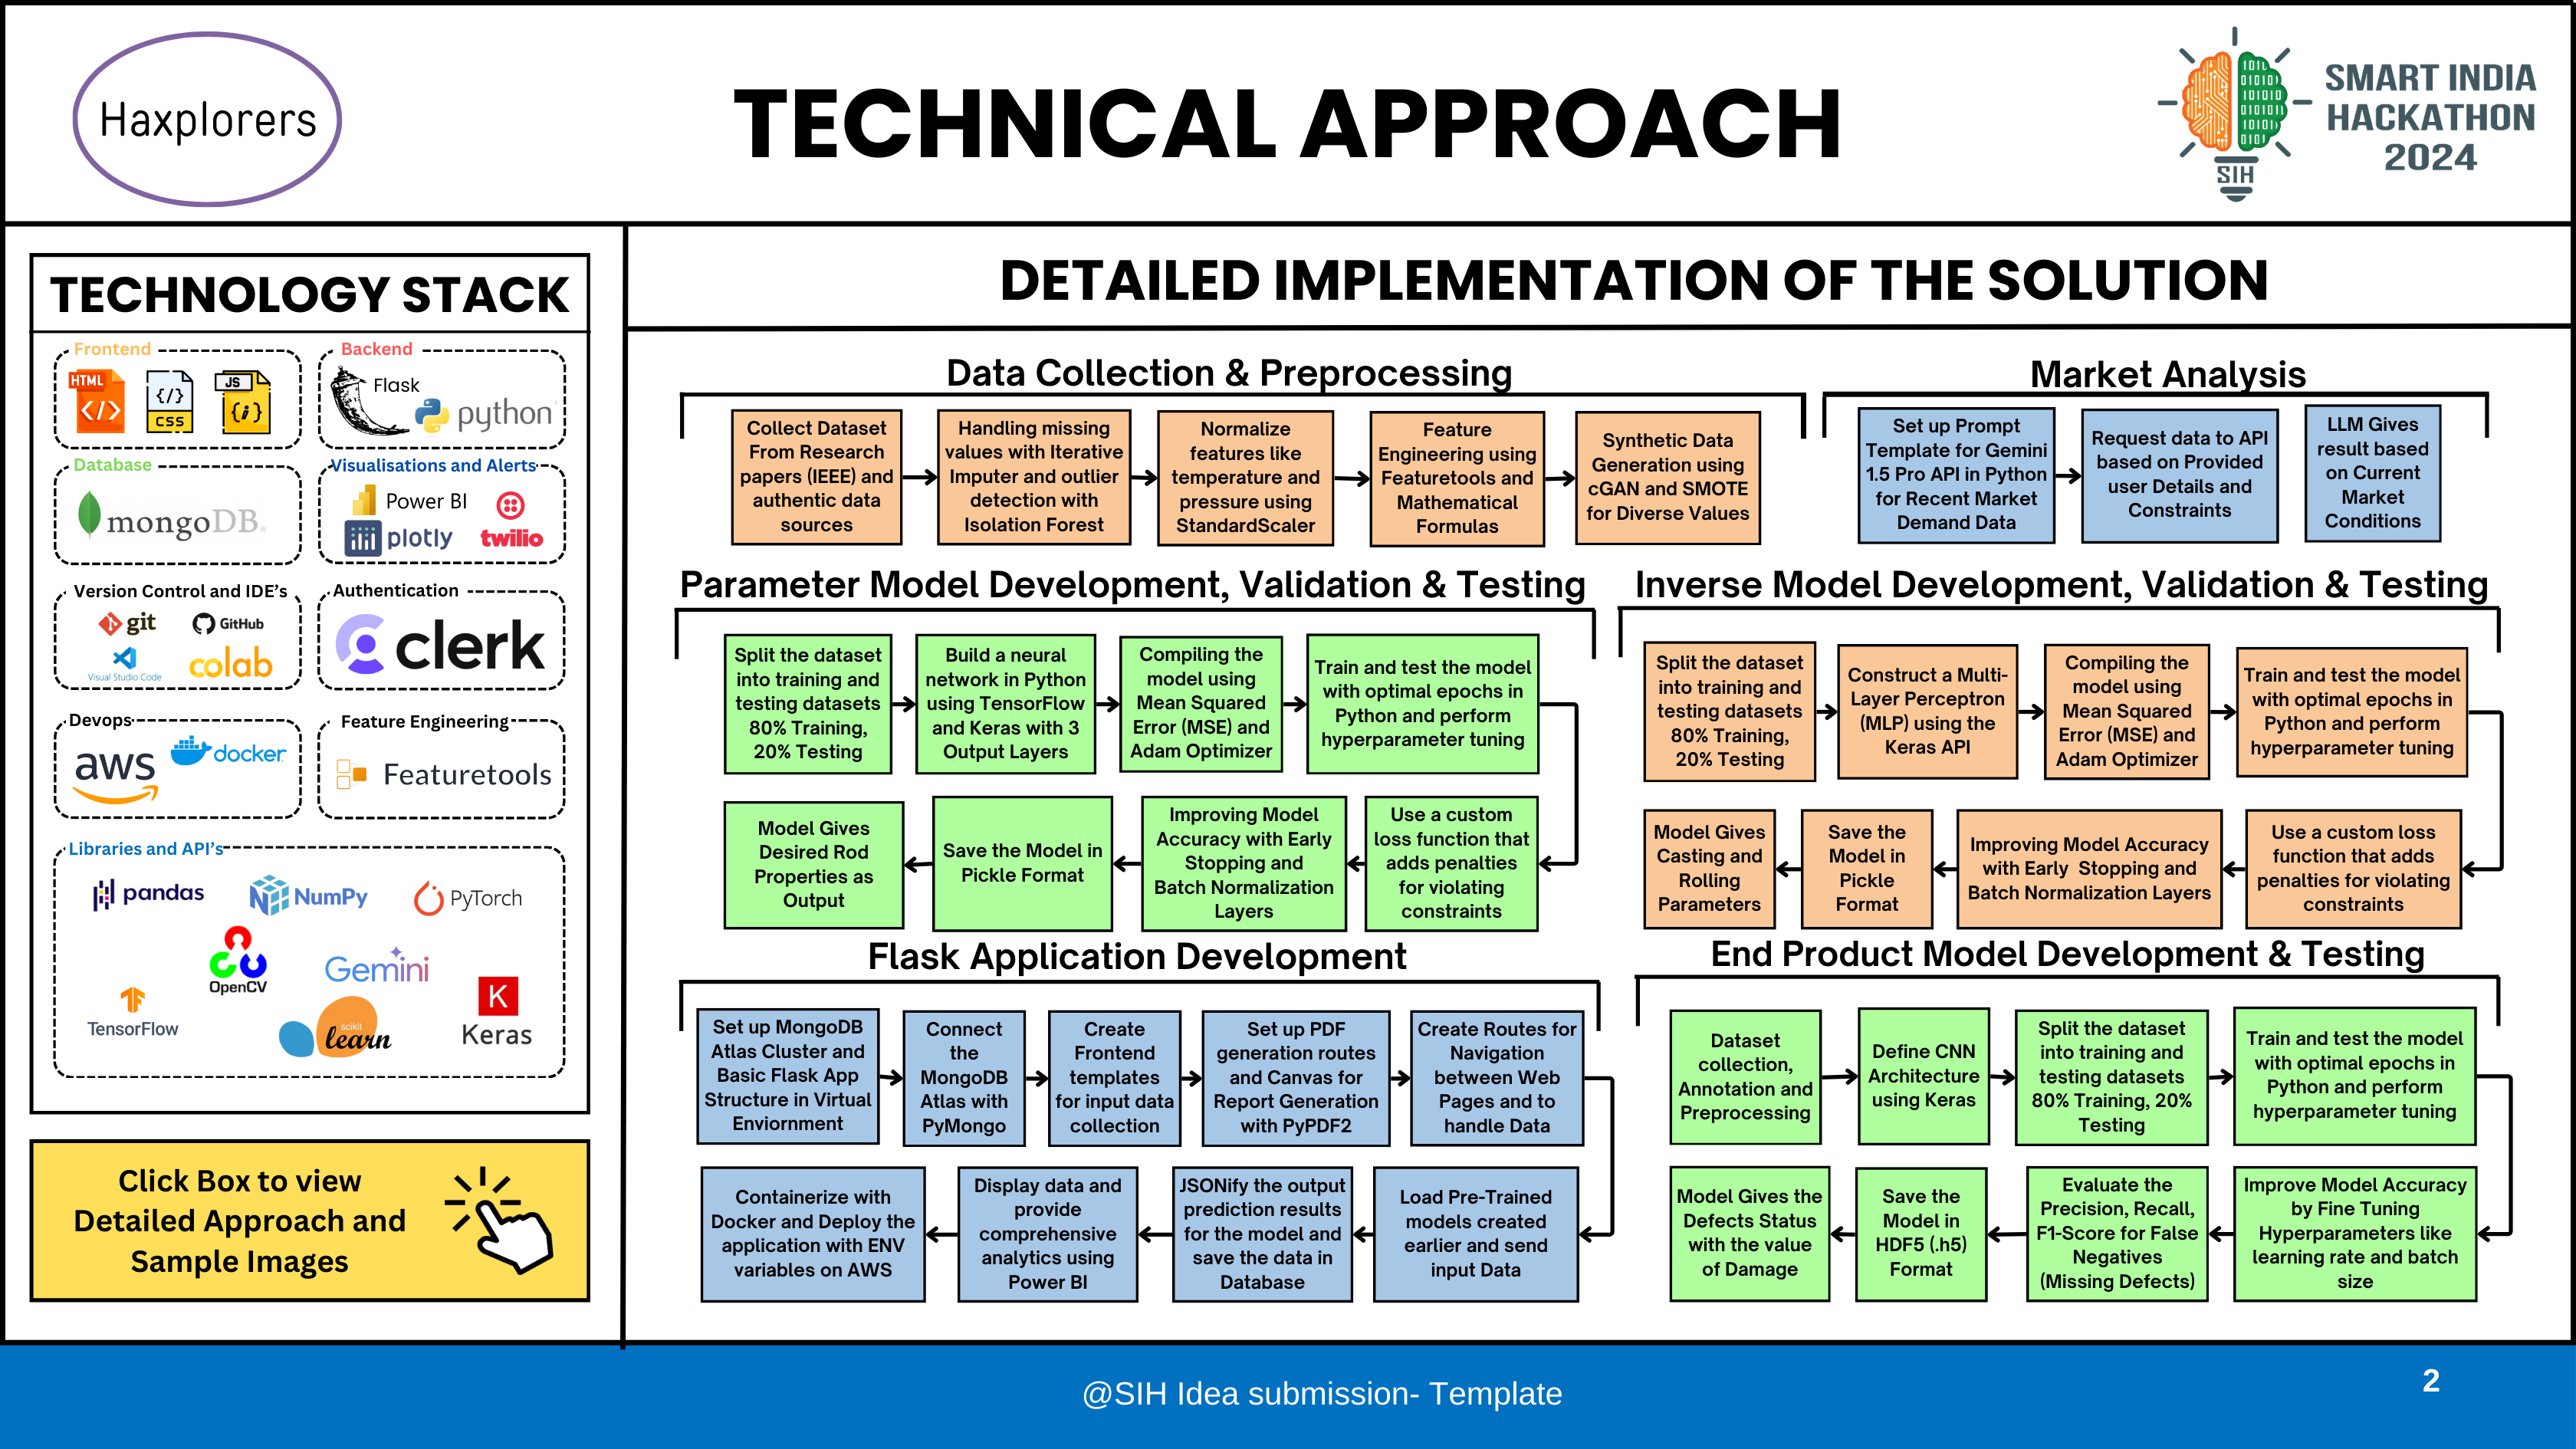 Haxplorers
TECHNICAL APPROACH
SMART INDIA
HACKATHON
2024
SIH
TECHNOLOGY STACK
Frontend
HTML
</>
</>
CSS
JS
{i}
Backend
Flask
python
Database
mongoDB.
Visualisations and Alerts
Power BI
plotly
twilio
Version Control and IDE's
git
GitHub
Visual Studio Code
colab
Authentication
clerk
Devops
aws
docker
Feature Engineering
Featuretools
Libraries and API's
pandas
NumPy
PyTorch
OpenCV
Gemini
TensorFlow
scikit
learn
K
Keras
Click Box to view
Detailed Approach and
Sample Images
DETAILED IMPLEMENTATION OF THE SOLUTION
Data Collection & Preprocessing
Collect Dataset
From Research
papers (IEEE) and
authentic data
sources
Handling missing
values with Iterative
Imputer and outlier
detection with
Isolation Forest
Normalize
features like
temperature and
pressure using
StandardScaler
Feature
Engineering using
Featuretools and
Mathematical
Formulas
Synthetic Data
Generation using
cGAN and SMOTE
for Diverse Values
Market Analysis
Set up Prompt
Template for Gemini
1.5 Pro API in Python
for Recent Market
Demand Data
Request data to API
based on Provided
user Details and
Constraints
LLM Gives
result based
on Current
Market
Conditions
Parameter Model Development, Validation & Testing
Split the dataset
into training and
testing datasets
80% Training,
20% Testing
Build a neural
network in Python
using TensorFlow
and Keras with 3
Output Layers
Compiling the
model using
Mean Squared
Error (MSE) and
Adam Optimizer
Train and test the model
with optimal epochs in
Python and perform
hyperparameter tuning
Use a custom
loss function that
adds penalties
for violating
constraints
Improving Model
Accuracy with Early
Stopping and
Batch Normalization
Layers
Save the Model in
Pickle Format
Model Gives
Desired Rod
Properties as
Output
Inverse Model Development, Validation & Testing
Split the dataset
into training and
testing datasets
80% Training,
20% Testing
Construct a Multi-
Layer Perceptron
(MLP) using the
Keras API
Compiling the
model using
Mean Squared
Error (MSE) and
Adam Optimizer
Train and test the model
with optimal epochs in
Python and perform
hyperparameter tuning
Use a custom loss
function that adds
penalties for violating
constraints
Improving Model Accuracy
with Early Stopping and
Batch Normalization Layers
Save the
Model in
Pickle
Format
Model Gives
Casting and
Rolling
Parameters
Flask Application Development
Set up MongoDB
Atlas Cluster and
Basic Flask App
Structure in Virtual
Enviornment
Connect
the
MongoDB
Atlas with
PyMongo
Create
Frontend
templates
for input data
collection
Set up PDF
generation routes
and Canvas for
Report Generation
with PyPDF2
Create Routes for
Navigation
between Web
Pages and to
handle Data
Load Pre-Trained
models created
earlier and send
input Data
JSONify the output
prediction results
for the model and
save the data in
Database
Display data and
provide
comprehensive
analytics using
Power BI
Containerize with
Docker and Deploy the
application with ENV
variables on AWS
End Product Model Development & Testing
Dataset
collection,
Annotation and
Preprocessing
Define CNN
Architecture
using Keras
Split the dataset
into training and
testing datasets
80% Training, 20%
Testing
Train and test the model
with optimal epochs in
Python and perform
hyperparameter tuning
Improve Model Accuracy
by Fine Tuning
Hyperparameters like
learning rate and batch
size
Evaluate the
Precision, Recall,
F1-Score for False
Negatives
(Missing Defects)
Save the
Model in
HDF5 (.h5)
Format
Model Gives the
Defects Status
with the value
of Damage
@SIH Idea submission- Template
2